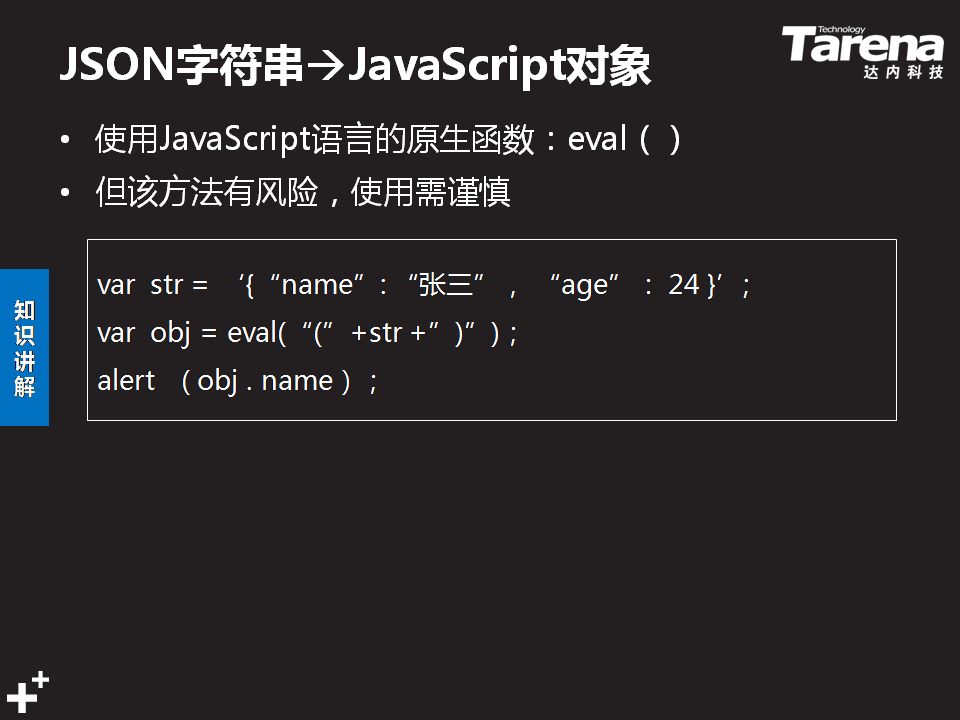 JSON字符串→JavaScript对象
Technology
Tarena
达内科技
• 使用JavaScript语言的原生函数：eval（ ）
• 但该方法有风险，使用需谨慎
知识讲解
var str = ‘{“name”:“张三” , “age” : 24 }’ ;
var obj = eval(“(” +str +” )” ) ;
alert ( obj . name ) ;